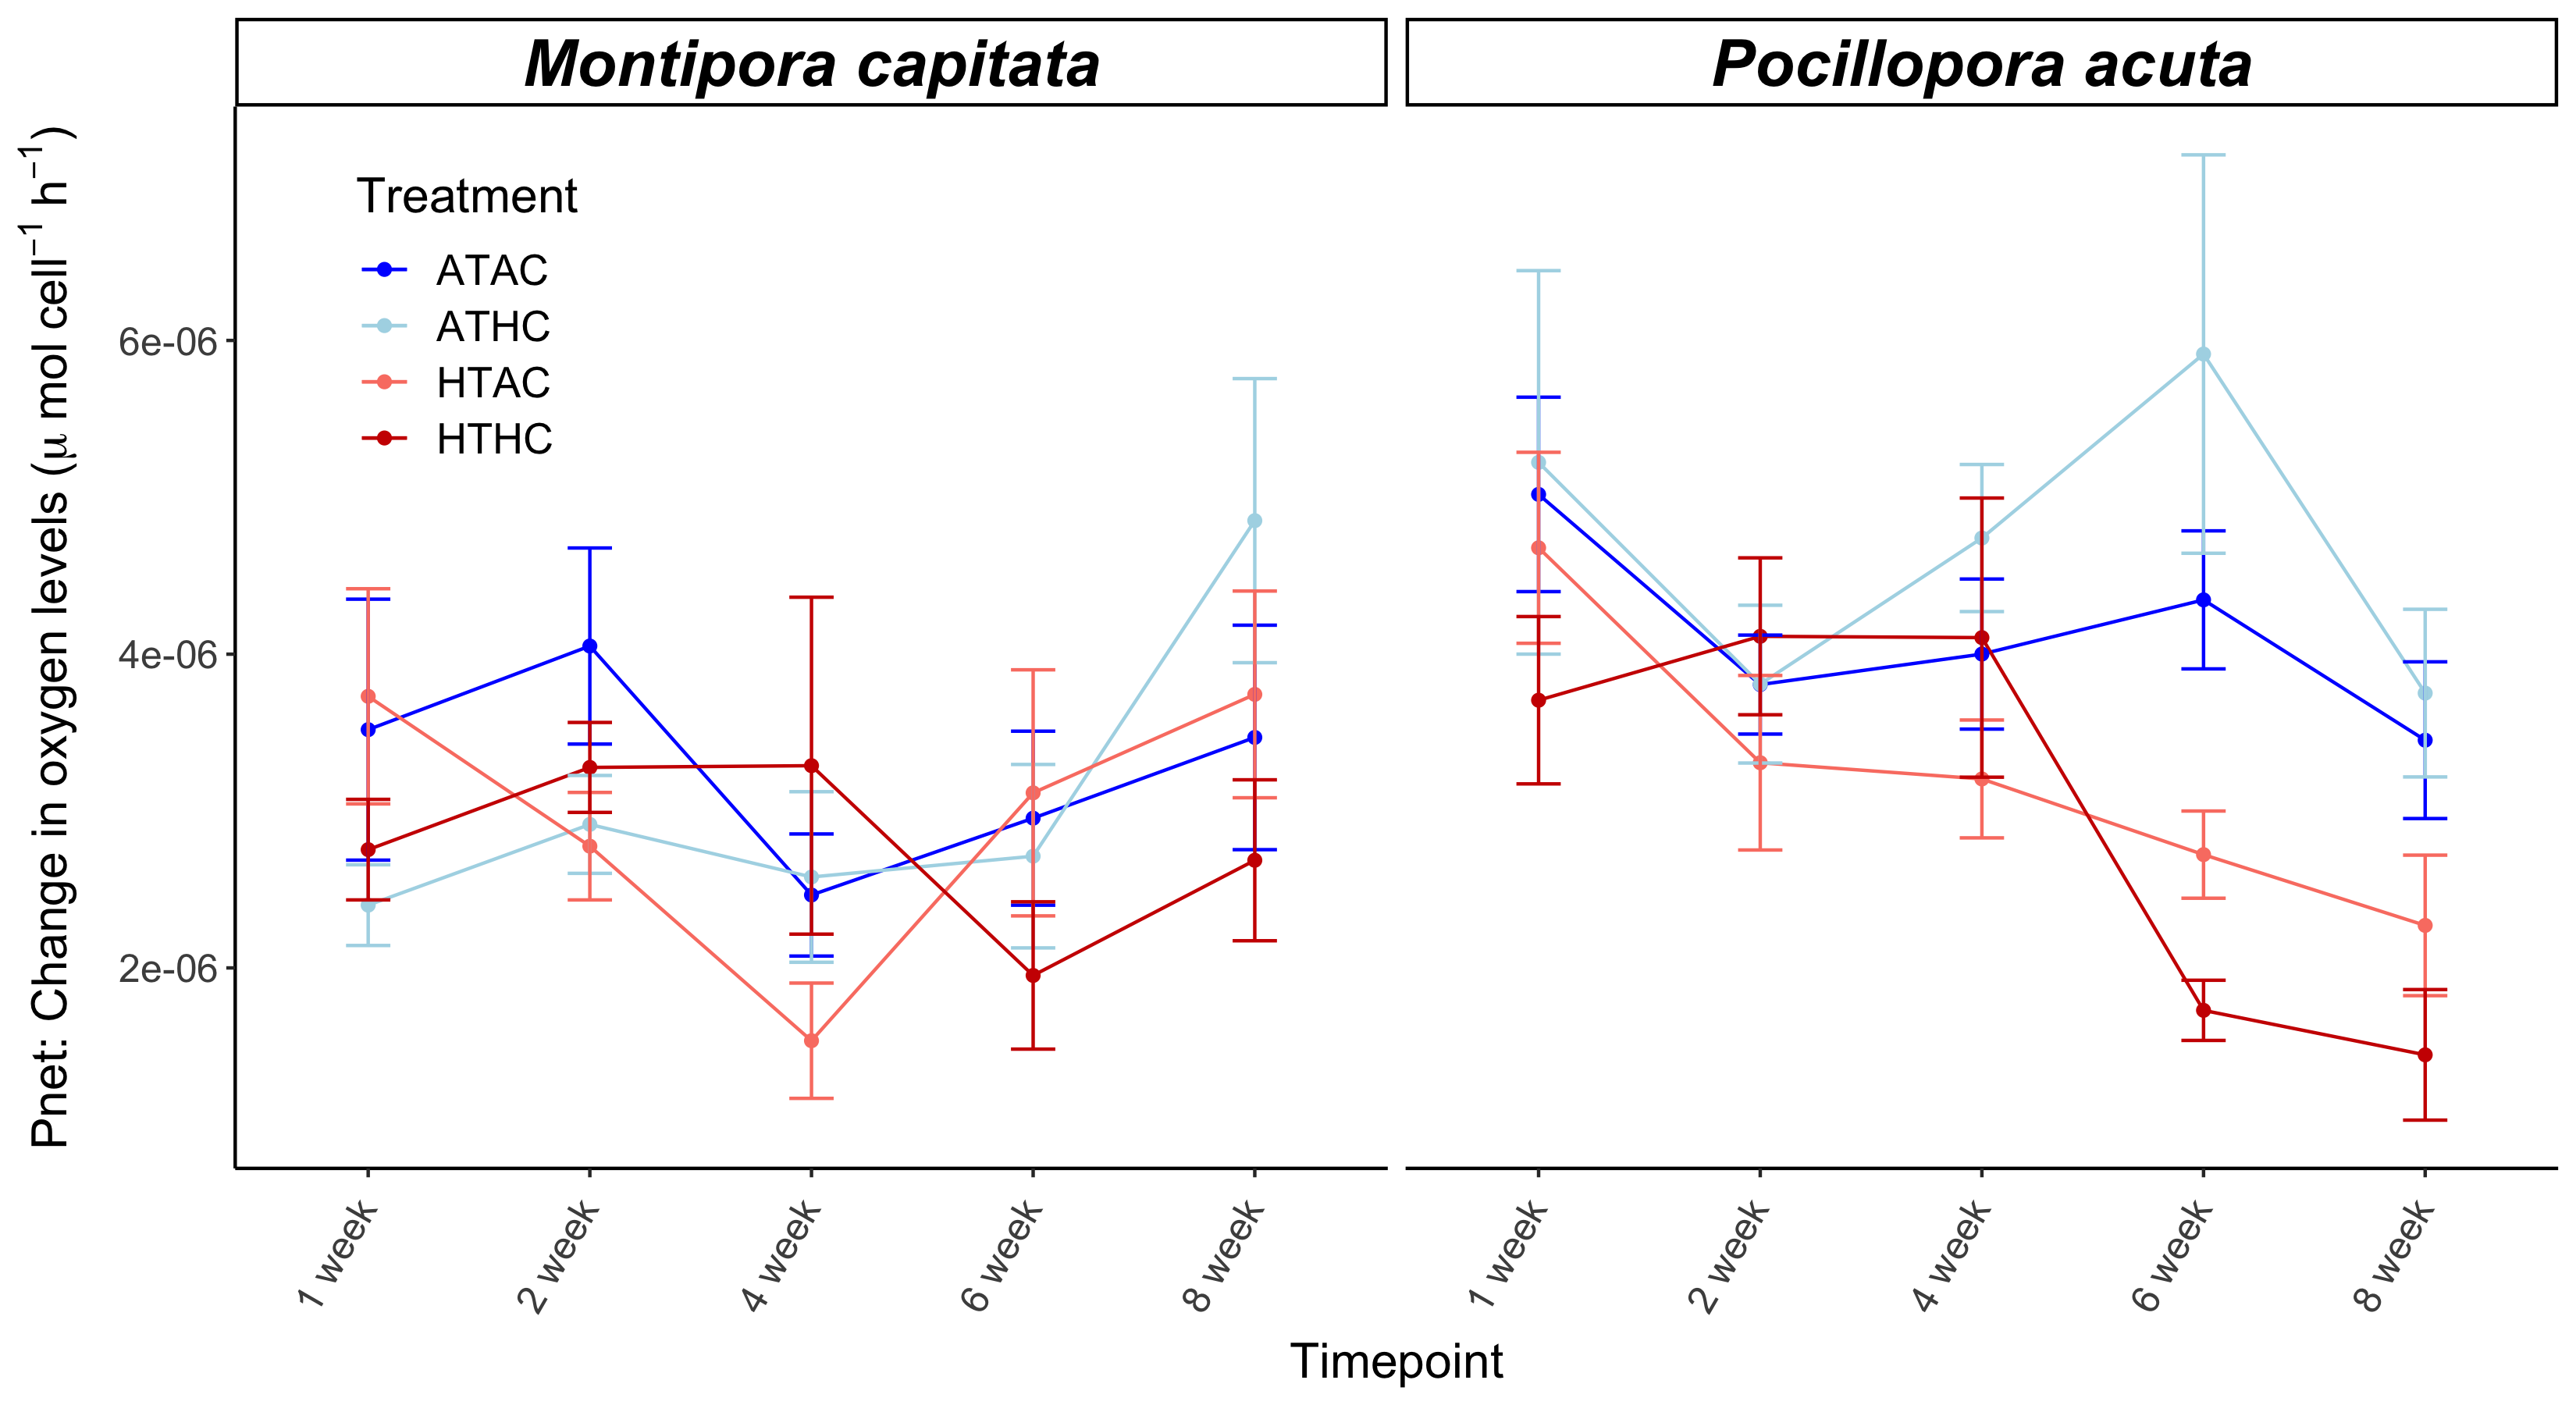 Montipora capitata
Pocillopora acuta
Pnet: Change in oxygen levels (μ mol cell⁻¹ h⁻¹)
Treatment
ATAC
ATHC
HTAC
HTHC
6e-06
4e-06
2e-06
1 week
2 week
4 week
6 week
8 week
1 week
2 week
4 week
6 week
8 week
Timepoint